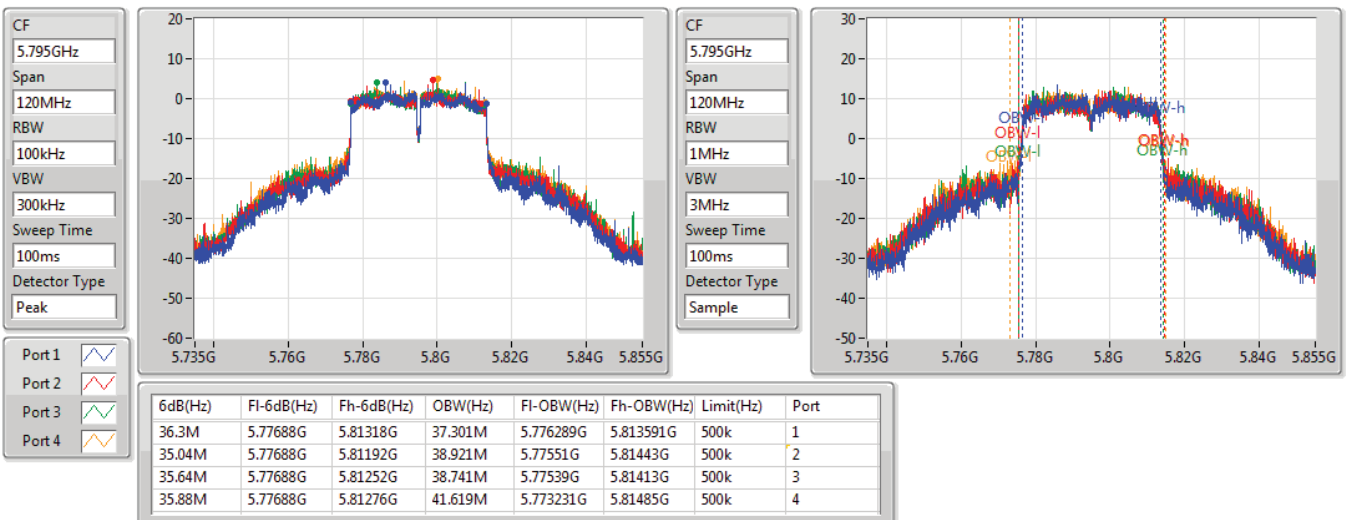 CF
5.795GHz
Span
120MHz
RBW
100kHz
VBW
300kHz
Sweep Time
100ms
Detector Type
Peak
20
10
0
-10
-20
-30
-40
-50
-60
5.735G 5.76G 5.78G 5.8G 5.82G 5.84G 5.855G
CF
5.795GHz
Span
120MHz
RBW
1MHz
VBW
3MHz
Sweep Time
100ms
Detector Type
Sample
30
20
10
0
-10
-20
-30
-40
-50
OBW-l
OBW-l
OBW-l
OBW-h
OBW-h
5.735G 5.76G 5.78G 5.8G 5.82G 5.84G 5.855G
Port 1
Port 2
Port 3
Port 4
6dB(Hz) Fl-6dB(Hz) Fh-6dB(Hz) OBW(Hz) Fl-OBW(Hz) Fh-OBW(Hz) Limit(Hz) Port
36.3M 5.77688G 5.81318G 37.301M 5.776289G 5.813591G 500k 1
35.04M 5.77688G 5.81192G 38.921M 5.77551G 5.81443G 500k 2
35.64M 5.77688G 5.81252G 38.741M 5.77539G 5.81413G 500k 3
35.88M 5.77688G 5.81276G 41.619M 5.773231G 5.81485G 500k 4